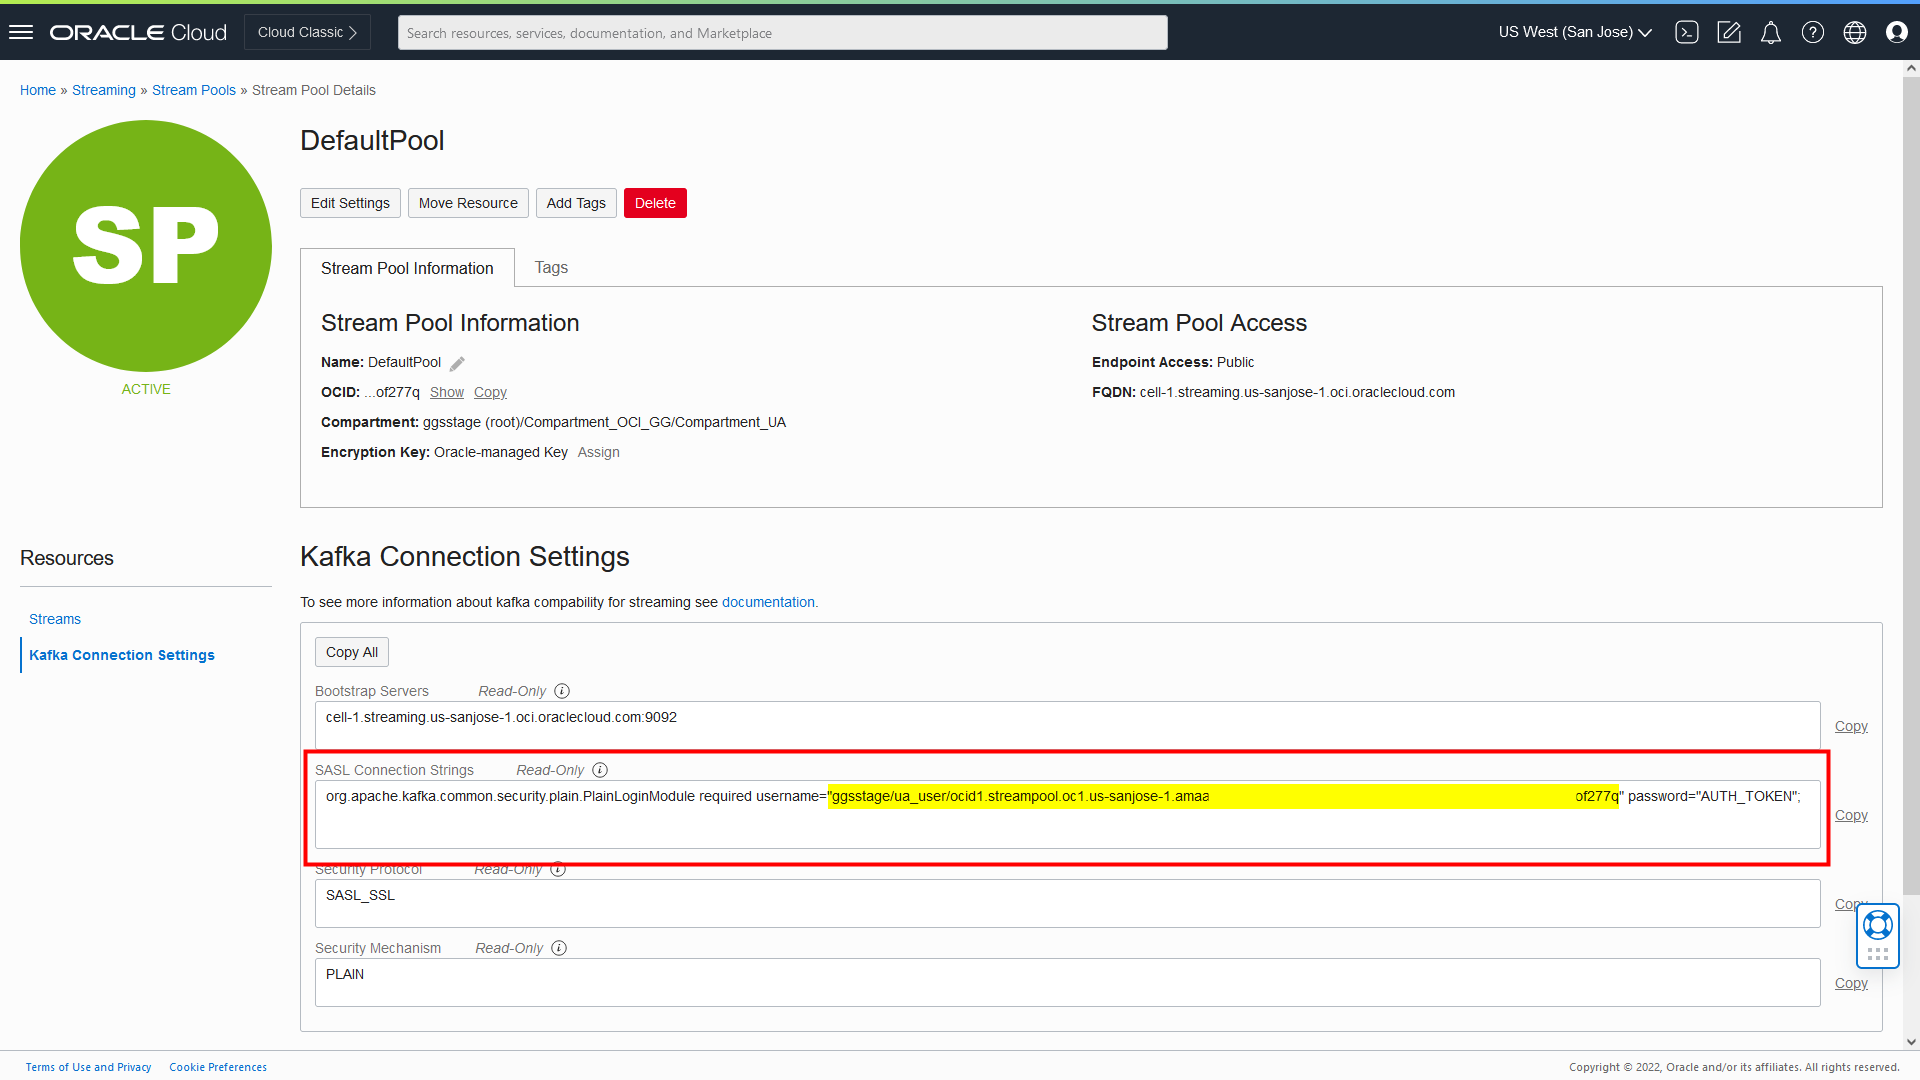 ORACLE Cloud
Cloud Classic
Search resources, services, documentation, and Marketplace
US West (San Jose)
Home » Streaming » Stream Pools » Stream Pool Details
SP
ACTIVE
DefaultPool
Edit Settings
Move Resource
Add Tags
Delete
Stream Pool Information
Tags
Stream Pool Information
Name: DefaultPool
OCID: ...of277q Show Copy
Compartment: ggsstage (root)/Compartment_OCI_GG/Compartment_UA
Encryption Key: Oracle-managed Key Assign
Stream Pool Access
Endpoint Access: Public
FQDN: cell-1.streaming.us-sanjose-1.oci.oraclecloud.com
Resources
Streams
Kafka Connection Settings
Kafka Connection Settings
To see more information about kafka compability for streaming see documentation.
Copy All
Bootstrap Servers Read-Only
cell-1.streaming.us-sanjose-1.oci.oraclecloud.com:9092
Copy
SASL Connection Strings Read-Only
org.apache.kafka.common.security.plain.PlainLoginModule required username="ggsstage/ua_user/ocid1.streampool.oc1.us-sanjose-1.amaa of277q" password="AUTH_TOKEN";
Copy
Security Protocol Read-Only
SASL_SSL
Copy
Security Mechanism Read-Only
PLAIN
Copy
Terms of Use and Privacy
Cookie Preferences
Copyright © 2022, Oracle and/or its affiliates. All rights reserved.